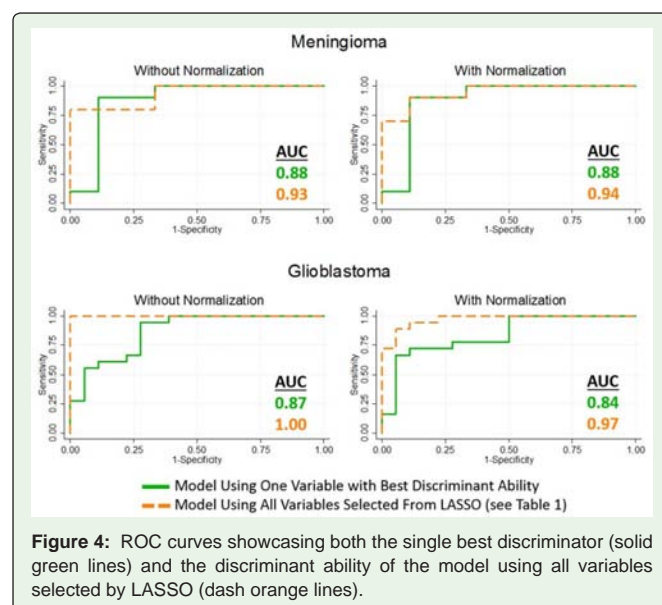 Meningioma
Without Normalization
With Normalization
Sensitivity
0.00 0.25 0.50 0.75 1.00
AUC
0.88
0.93
0.00 0.25 0.50 0.75 1.00
1-Specificity
Sensitivity
0.00 0.25 0.50 0.75 1.00
AUC
0.88
0.94
0.00 0.25 0.50 0.75 1.00
1-Specificity
Glioblastoma
Without Normalization
With Normalization
Sensitivity
0.00 0.25 0.50 0.75 1.00
AUC
0.87
1.00
0.00 0.25 0.50 0.75 1.00
1-Specificity
Sensitivity
0.00 0.25 0.50 0.75 1.00
AUC
0.84
0.97
0.00 0.25 0.50 0.75 1.00
1-Specificity
Model Using One Variable with Best Discriminant Ability
Model Using All Variables Selected From LASSO (see Table 1)
Figure 4: ROC curves showcasing both the single best discriminator (solid
green lines) and the discriminant ability of the model using all variables
selected by LASSO (dash orange lines).